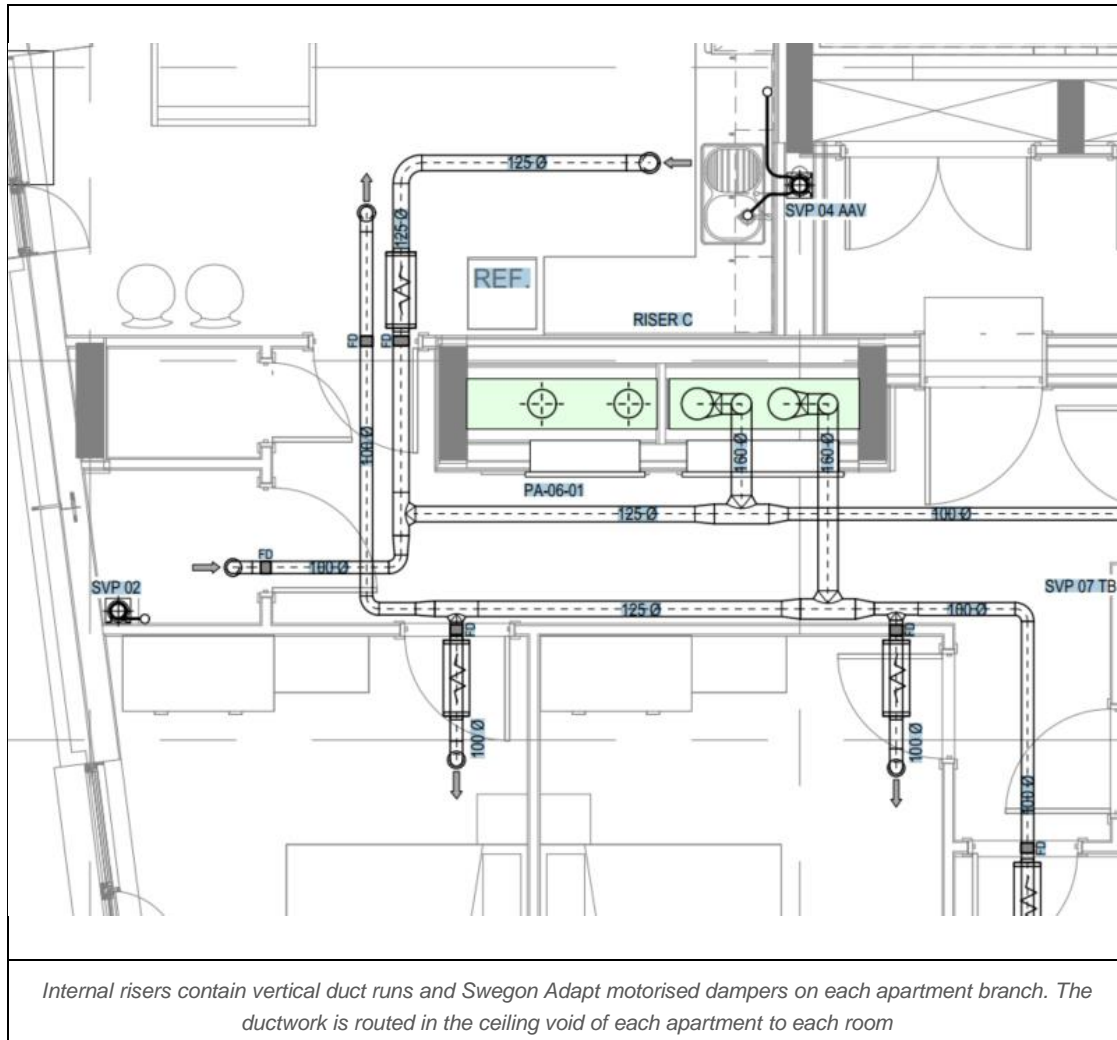 125 Ø
SVP 04 AAV
125 Ø
REF.
RISER C
FD
FD
100 Ø
160 Ø
160 Ø
PA-06-01
125 Ø
100 Ø
FD
100 Ø
SVP 02
SVP 07 TB
125 Ø
100 Ø
FD
FD
100 Ø
100 Ø
100 Ø
FD
Internal risers contain vertical duct runs and Swegon Adapt motorised dampers on each apartment branch. The
ductwork is routed in the ceiling void of each apartment to each room